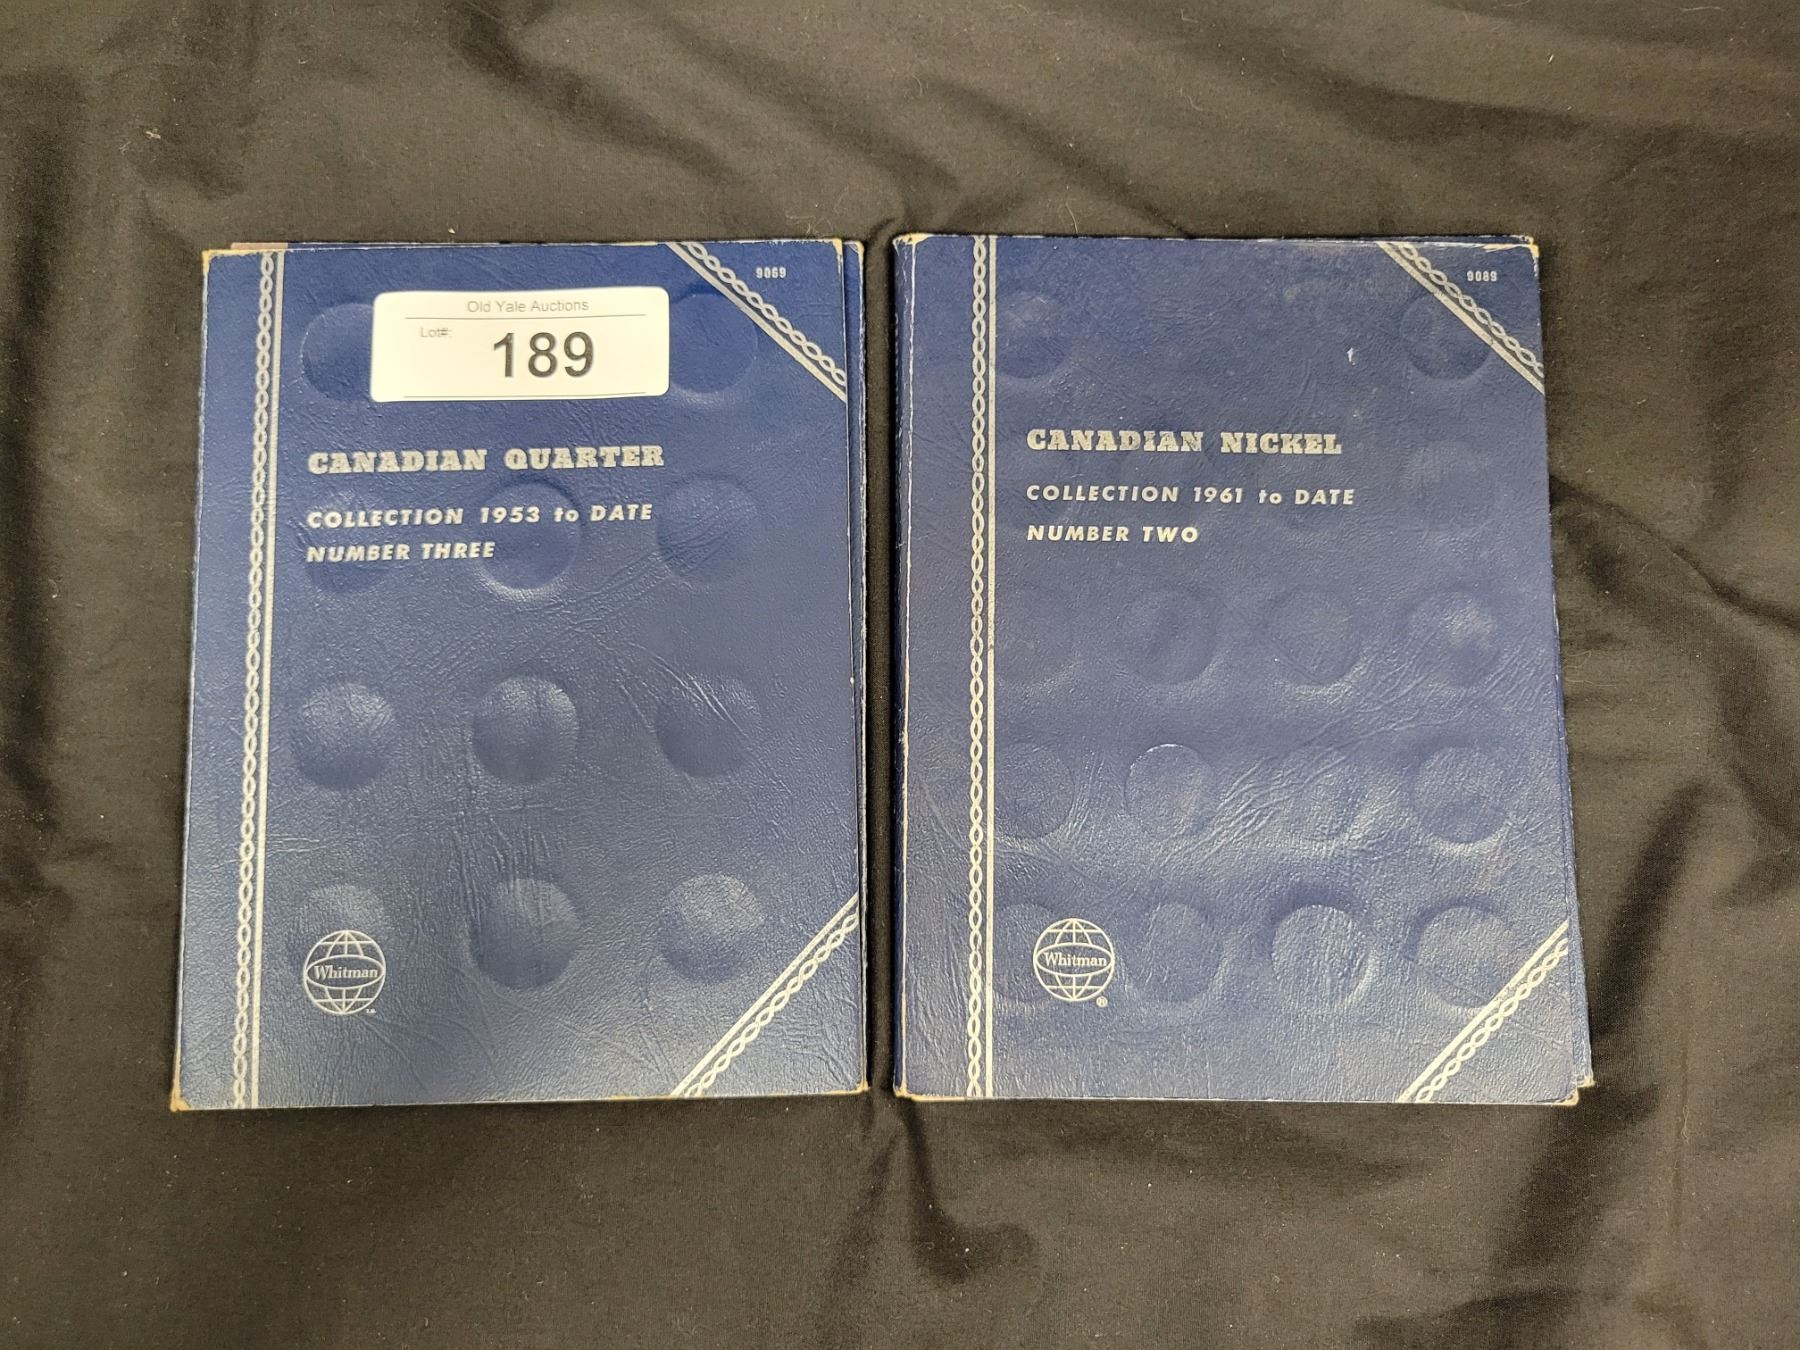 9069
Old Yale Auctions
Lot#:
189
CANADIAN QUARTER
COLLECTION 1953 to DATE
NUMBER THREE
Whitman
T.M.
9089
CANADIAN NICKEL
COLLECTION 1961 to DATE
NUMBER TWO
Whitman
®